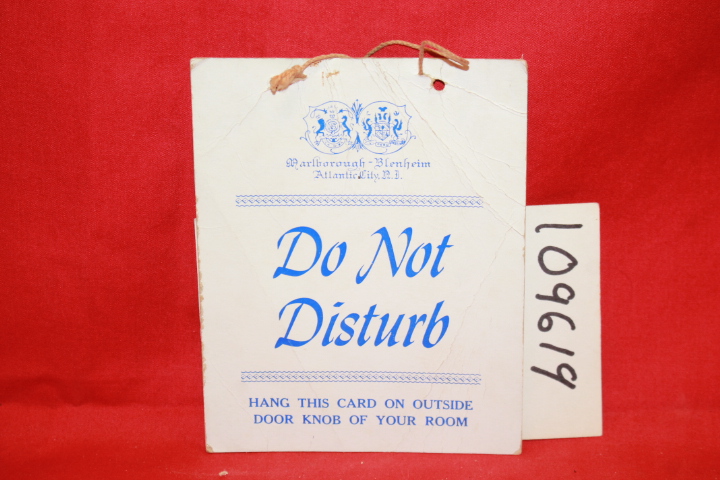 Marlborough-Blenheim
Atlantic City, N.J.
Do Not
Disturb
HANG THIS CARD ON OUTSIDE
DOOR KNOB OF YOUR ROOM
109619